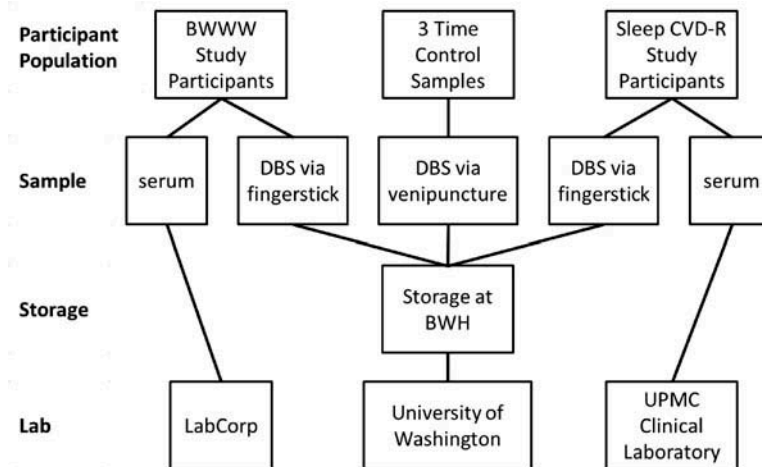 Participant
Population
BWWW
Study
Participants
3 Time
Control
Samples
Sleep CVD-R
Study
Participants
Sample
serum
DBS via
fingerstick
DBS via
venipuncture
DBS via
fingerstick
serum
Storage
Storage at
BWH
Lab
LabCorp
University of
Washington
UPMC
Clinical
Laboratory